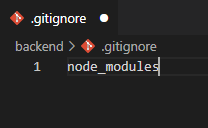 .gitignore
backend > .gitignore
1 node_modules